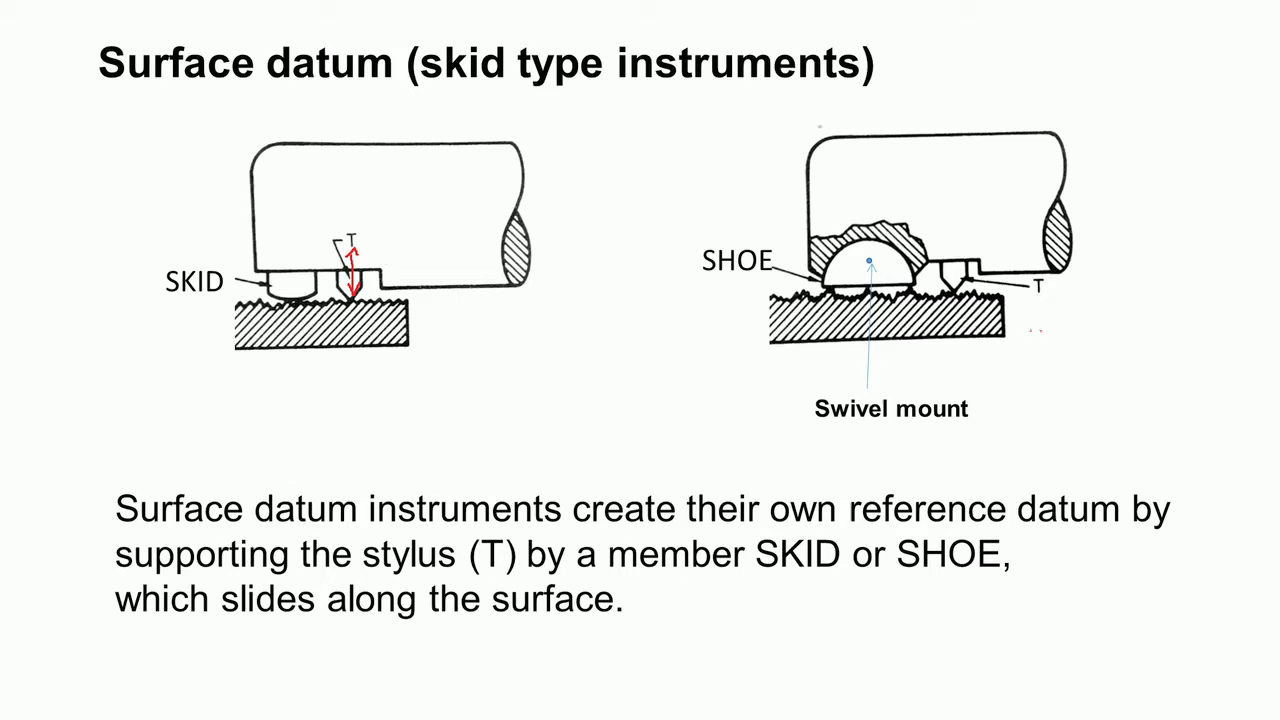 Surface datum (skid type instruments)
T
SKID
SHOE
T
Swivel mount
Surface datum instruments create their own reference datum by
supporting the stylus (T) by a member SKID or SHOE,
which slides along the surface.